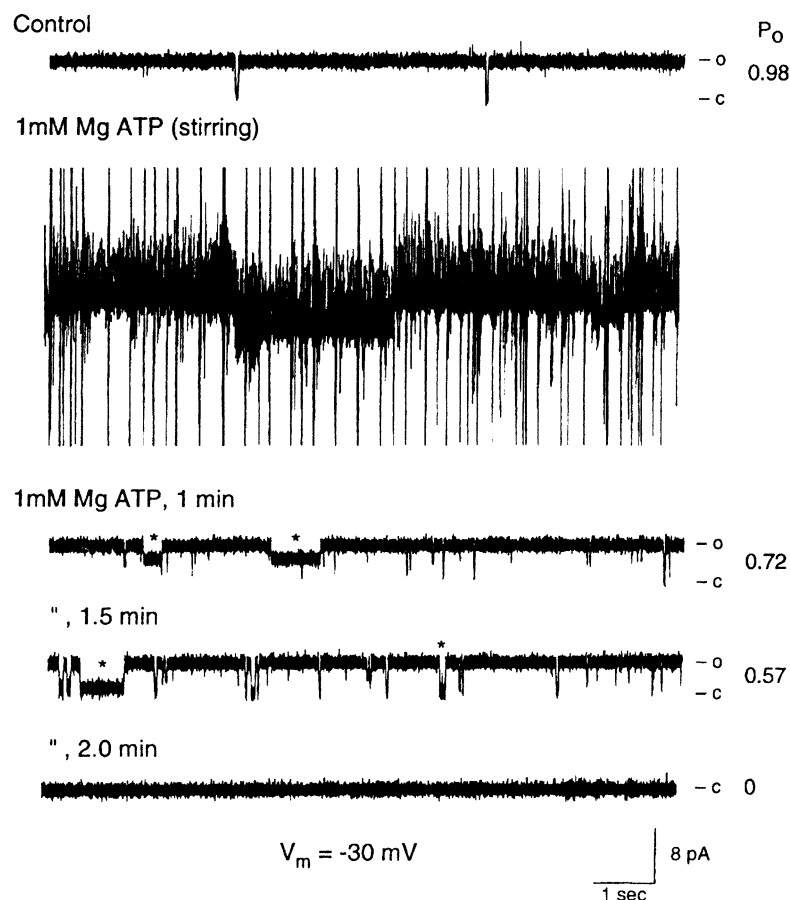 Control
Po
– o
0.98
– c
1mM Mg ATP (stirring)
1mM Mg ATP, 1 min
*
*
– o
0.72
– c
" , 1.5 min
*
*
– o
0.57
– c
" , 2.0 min
– c
0
Vm = -30 mV
8 pA
1 sec